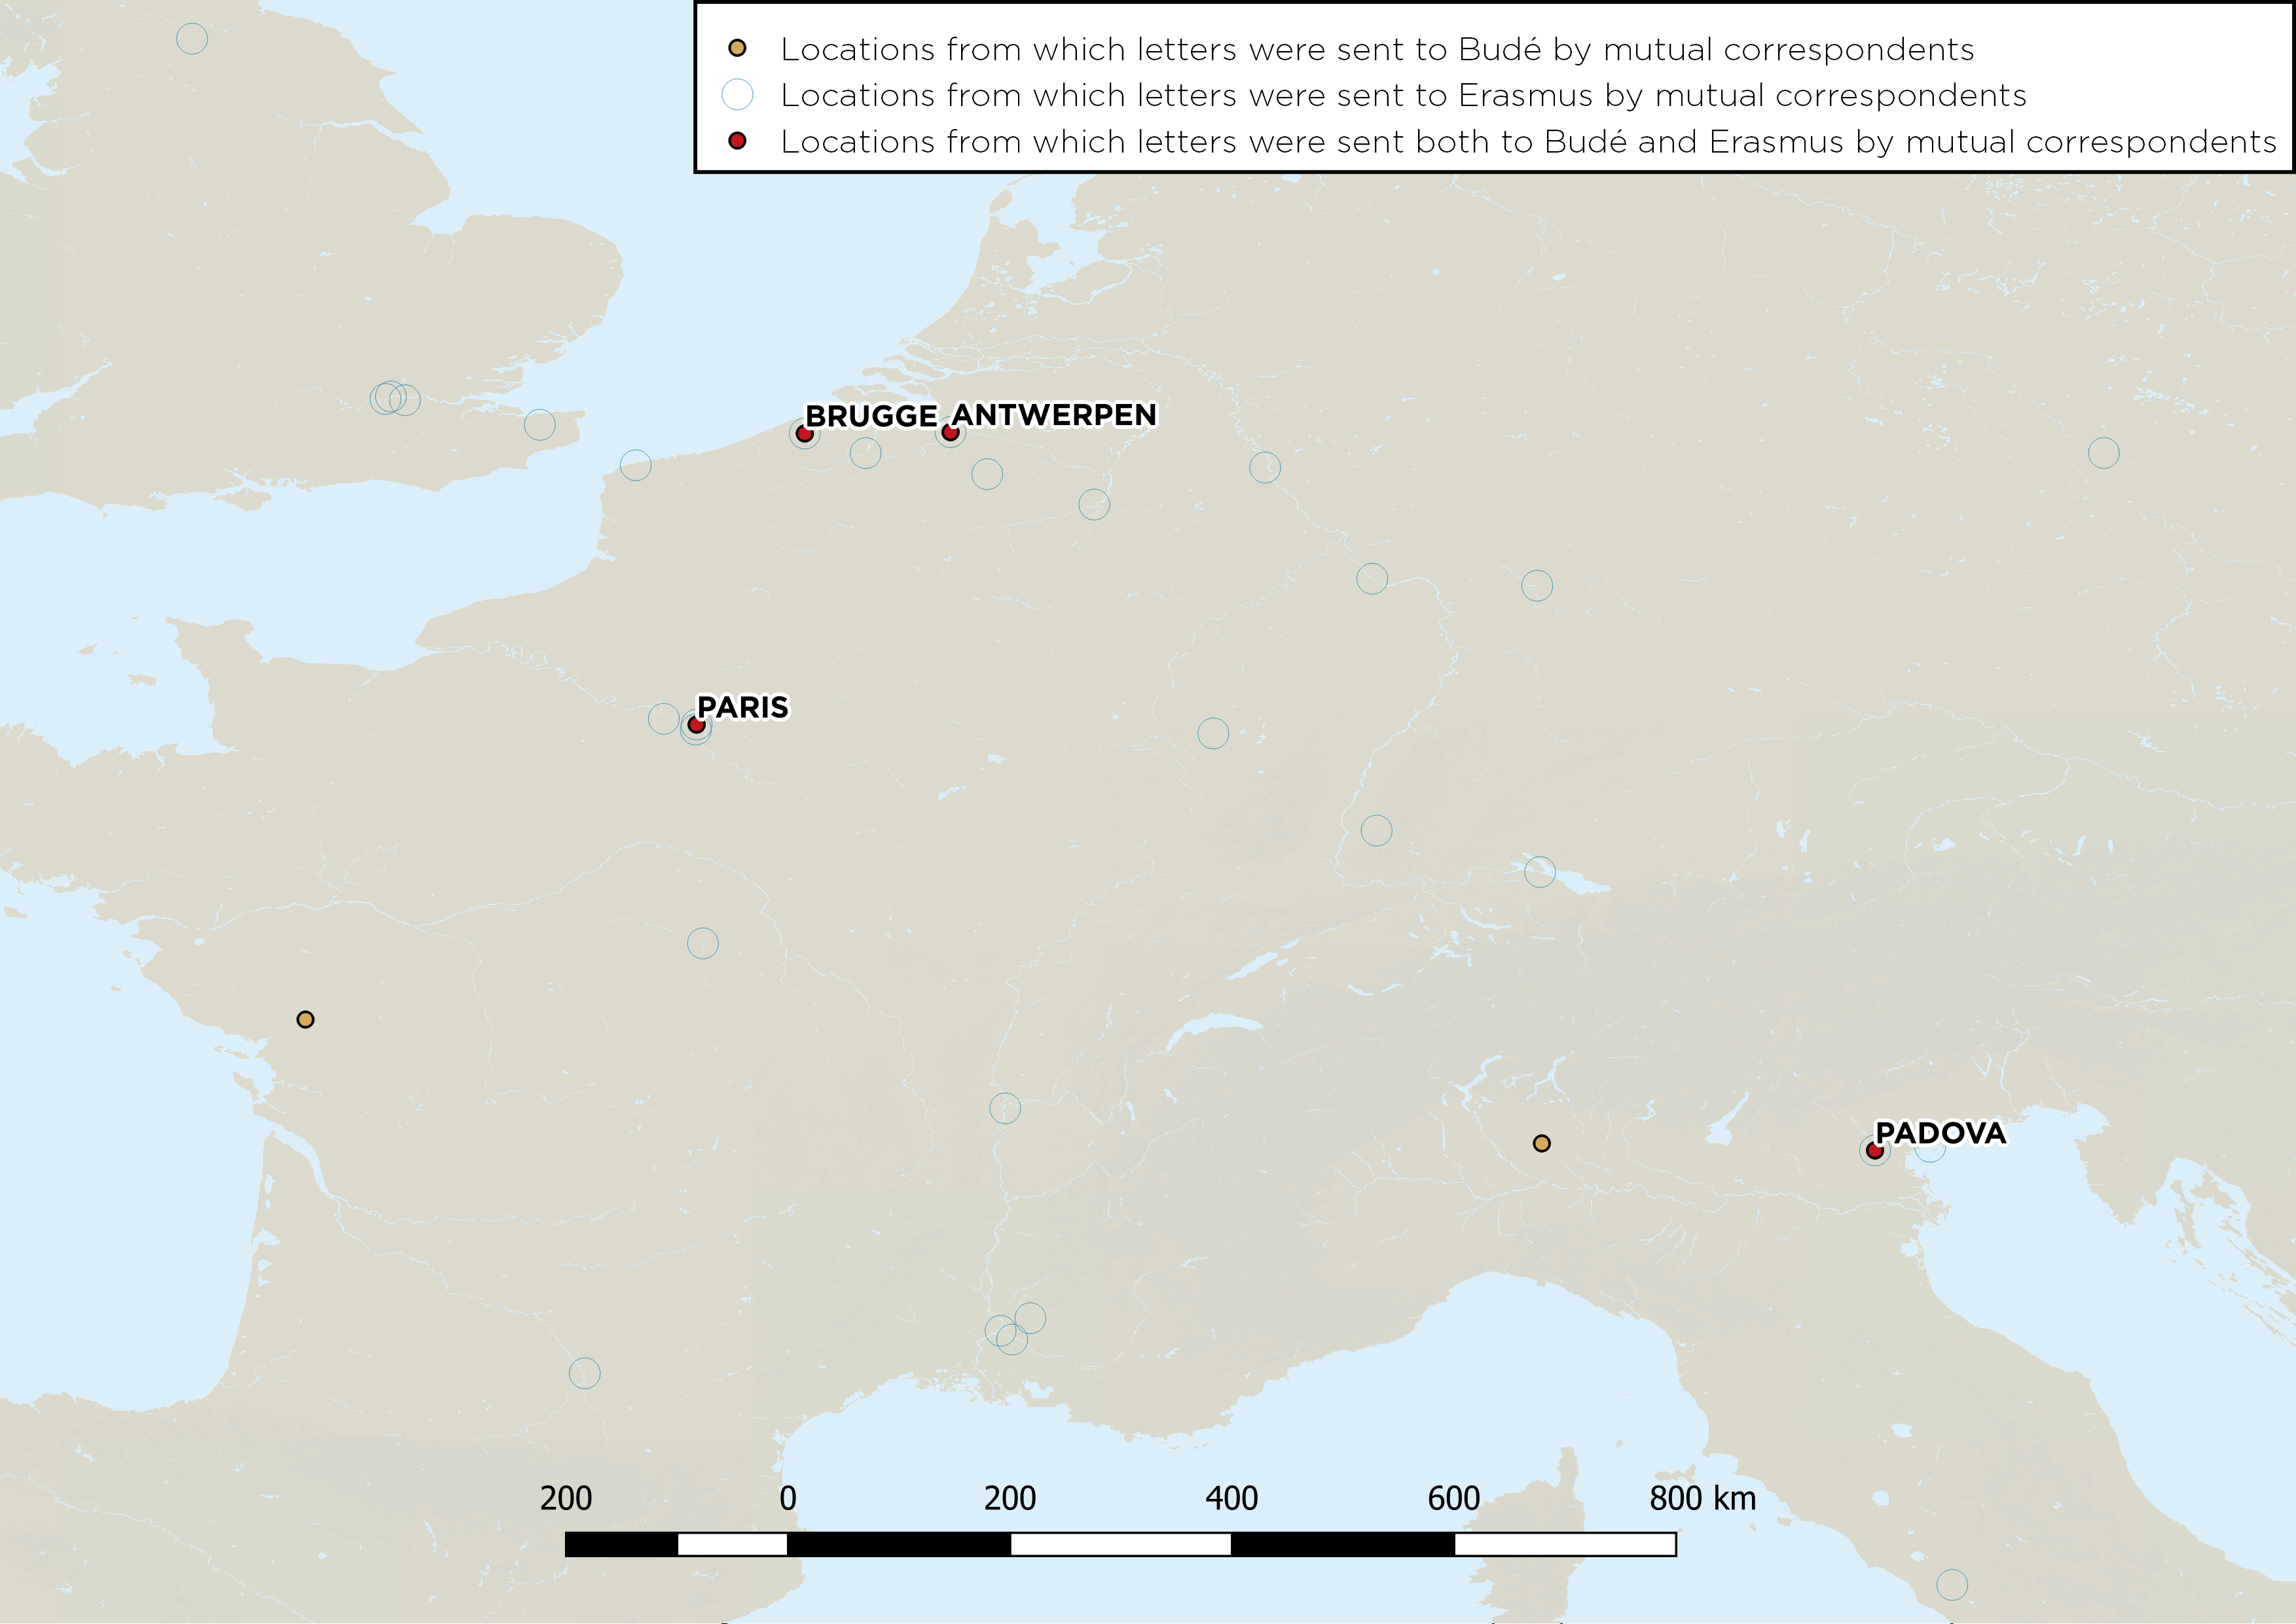 Locations from which letters were sent to Budé by mutual correspondents
Locations from which letters were sent to Erasmus by mutual correspondents
Locations from which letters were sent both to Budé and Erasmus by mutual correspondents
BRUGGE ANTWERPEN
PARIS
PADOVA
200 0 200 400 600 800 km